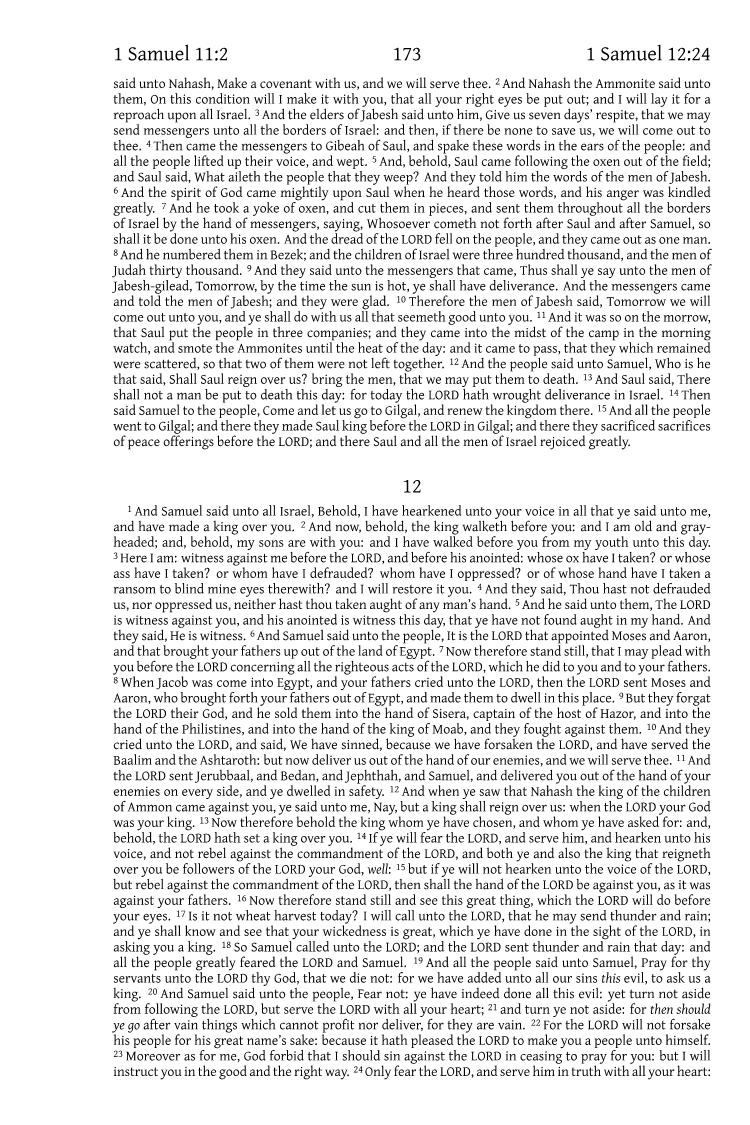 1 Samuel 11:2 173 1 Samuel 12:24
said unto Nahash, Make a covenant with us, and we will serve thee. 2 And Nahash the Ammonite said unto
them, On this condition will I make it with you, that all your right eyes be put out; and I will lay it for a
reproach upon all Israel. 3 And the elders of Jabesh said unto him, Give us seven days’ respite, that we may
send messengers unto all the borders of Israel: and then, if there be none to save us, we will come out to
thee. 4 Then came the messengers to Gibeah of Saul, and spake these words in the ears of the people: and
all the people lifted up their voice, and wept. 5 And, behold, Saul came following the oxen out of the field;
and Saul said, What aileth the people that they weep? And they told him the words of the men of Jabesh.
6 And the spirit of God came mightily upon Saul when he heard those words, and his anger was kindled
greatly. 7 And he took a yoke of oxen, and cut them in pieces, and sent them throughout all the borders
of Israel by the hand of messengers, saying, Whosoever cometh not forth after Saul and after Samuel, so
shall it be done unto his oxen. And the dread of the LORD fell on the people, and they came out as one man.
8 And he numbered them in Bezek; and the children of Israel were three hundred thousand, and the men of
Judah thirty thousand. 9 And they said unto the messengers that came, Thus shall ye say unto the men of
Jabesh-gilead, Tomorrow, by the time the sun is hot, ye shall have deliverance. And the messengers came
and told the men of Jabesh; and they were glad. 10 Therefore the men of Jabesh said, Tomorrow we will
come out unto you, and ye shall do with us all that seemeth good unto you. 11 And it was so on the morrow,
that Saul put the people in three companies; and they came into the midst of the camp in the morning
watch, and smote the Ammonites until the heat of the day: and it came to pass, that they which remained
were scattered, so that two of them were not left together. 12 And the people said unto Samuel, Who is he
that said, Shall Saul reign over us? bring the men, that we may put them to death. 13 And Saul said, There
shall not a man be put to death this day: for today the LORD hath wrought deliverance in Israel. 14 Then
said Samuel to the people, Come and let us go to Gilgal, and renew the kingdom there. 15 And all the people
went to Gilgal; and there they made Saul king before the LORD in Gilgal; and there they sacrificed sacrifices
of peace offerings before the LORD; and there Saul and all the men of Israel rejoiced greatly.
12
1 And Samuel said unto all Israel, Behold, I have hearkened unto your voice in all that ye said unto me,
and have made a king over you. 2 And now, behold, the king walketh before you: and I am old and gray-
headed; and, behold, my sons are with you: and I have walked before you from my youth unto this day.
3 Here I am: witness against me before the LORD, and before his anointed: whose ox have I taken? or whose
ass have I taken? or whom have I defrauded? whom have I oppressed? or of whose hand have I taken a
ransom to blind mine eyes therewith? and I will restore it you. 4 And they said, Thou hast not defrauded
us, nor oppressed us, neither hast thou taken aught of any man’s hand. 5 And he said unto them, The LORD
is witness against you, and his anointed is witness this day, that ye have not found aught in my hand. And
they said, He is witness. 6 And Samuel said unto the people, It is the LORD that appointed Moses and Aaron,
and that brought your fathers up out of the land of Egypt. 7 Now therefore stand still, that I may plead with
you before the LORD concerning all the righteous acts of the LORD, which he did to you and to your fathers.
8 When Jacob was come into Egypt, and your fathers cried unto the LORD, then the LORD sent Moses and
Aaron, who brought forth your fathers out of Egypt, and made them to dwell in this place. 9 But they forgat
the LORD their God, and he sold them into the hand of Sisera, captain of the host of Hazor, and into the
hand of the Philistines, and into the hand of the king of Moab, and they fought against them. 10 And they
cried unto the LORD, and said, We have sinned, because we have forsaken the LORD, and have served the
Baalim and the Ashtaroth: but now deliver us out of the hand of our enemies, and we will serve thee. 11 And
the LORD sent Jerubbaal, and Bedan, and Jephthah, and Samuel, and delivered you out of the hand of your
enemies on every side, and ye dwelled in safety. 12 And when ye saw that Nahash the king of the children
of Ammon came against you, ye said unto me, Nay, but a king shall reign over us: when the LORD your God
was your king. 13 Now therefore behold the king whom ye have chosen, and whom ye have asked for: and,
behold, the LORD hath set a king over you. 14 If ye will fear the LORD, and serve him, and hearken unto his
voice, and not rebel against the commandment of the LORD, and both ye and also the king that reigneth
over you be followers of the LORD your God, well: 15 but if ye will not hearken unto the voice of the LORD,
but rebel against the commandment of the LORD, then shall the hand of the LORD be against you, as it was
against your fathers. 16 Now therefore stand still and see this great thing, which the LORD will do before
your eyes. 17 Is it not wheat harvest today? I will call unto the LORD, that he may send thunder and rain;
and ye shall know and see that your wickedness is great, which ye have done in the sight of the LORD, in
asking you a king. 18 So Samuel called unto the LORD; and the LORD sent thunder and rain that day: and
all the people greatly feared the LORD and Samuel. 19 And all the people said unto Samuel, Pray for thy
servants unto the LORD thy God, that we die not: for we have added unto all our sins this evil, to ask us a
king. 20 And Samuel said unto the people, Fear not: ye have indeed done all this evil: yet turn not aside
from following the LORD, but serve the LORD with all your heart; 21 and turn ye not aside: for then should
ye go after vain things which cannot profit nor deliver, for they are vain. 22 For the LORD will not forsake
his people for his great name’s sake: because it hath pleased the LORD to make you a people unto himself.
23 Moreover as for me, God forbid that I should sin against the LORD in ceasing to pray for you: but I will
instruct you in the good and the right way. 24 Only fear the LORD, and serve him in truth with all your heart: